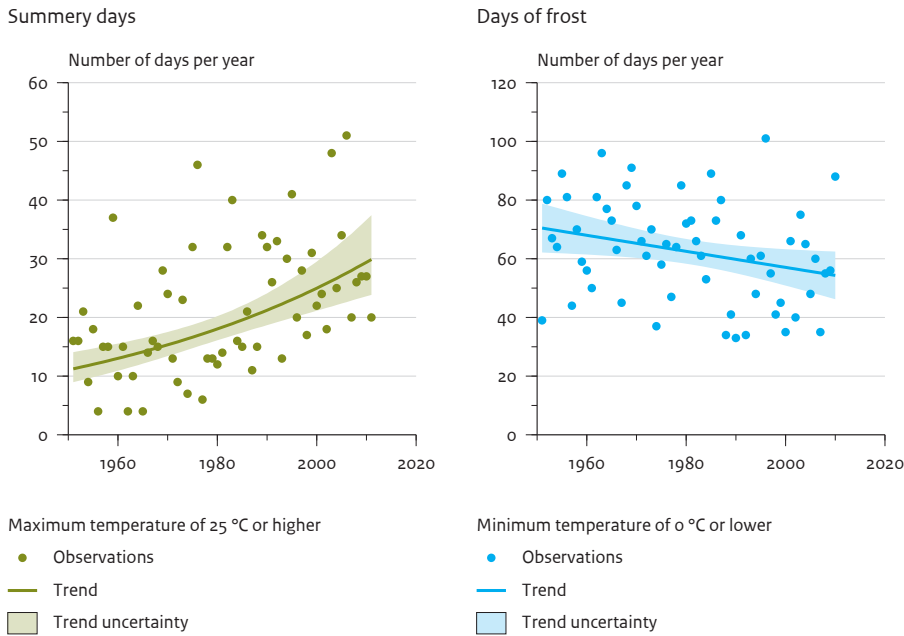 Summery days
Number of days per year
60
50
40
30
20
10
0
1960 1980 2000 2020
Maximum temperature of 25 °C or higher
Observations
Trend
Trend uncertainty
Days of frost
Number of days per year
120
100
80
60
40
20
0
1960 1980 2000 2020
Minimum temperature of 0 °C or lower
Observations
Trend
Trend uncertainty